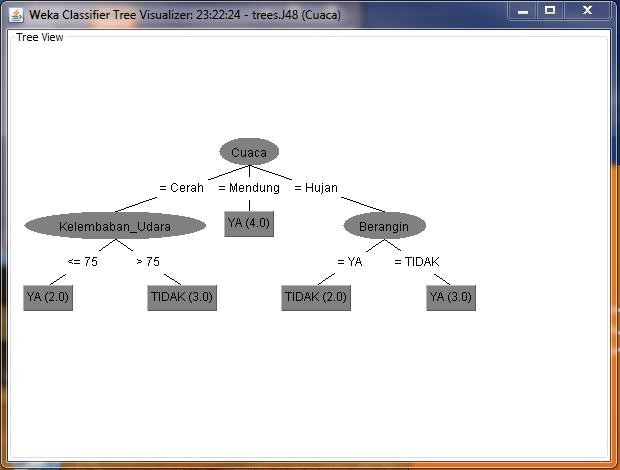 Weka Classifier Tree Visualizer: 23:22:24 - trees.J48 (Cuaca)
Tree View
Cuaca
= Cerah
= Mendung
= Hujan
Kelembaban_Udara
YA (4.0)
Berangin
<= 75
> 75
= YA
= TIDAK
YA (2.0)
TIDAK (3.0)
TIDAK (2.0)
YA (3.0)